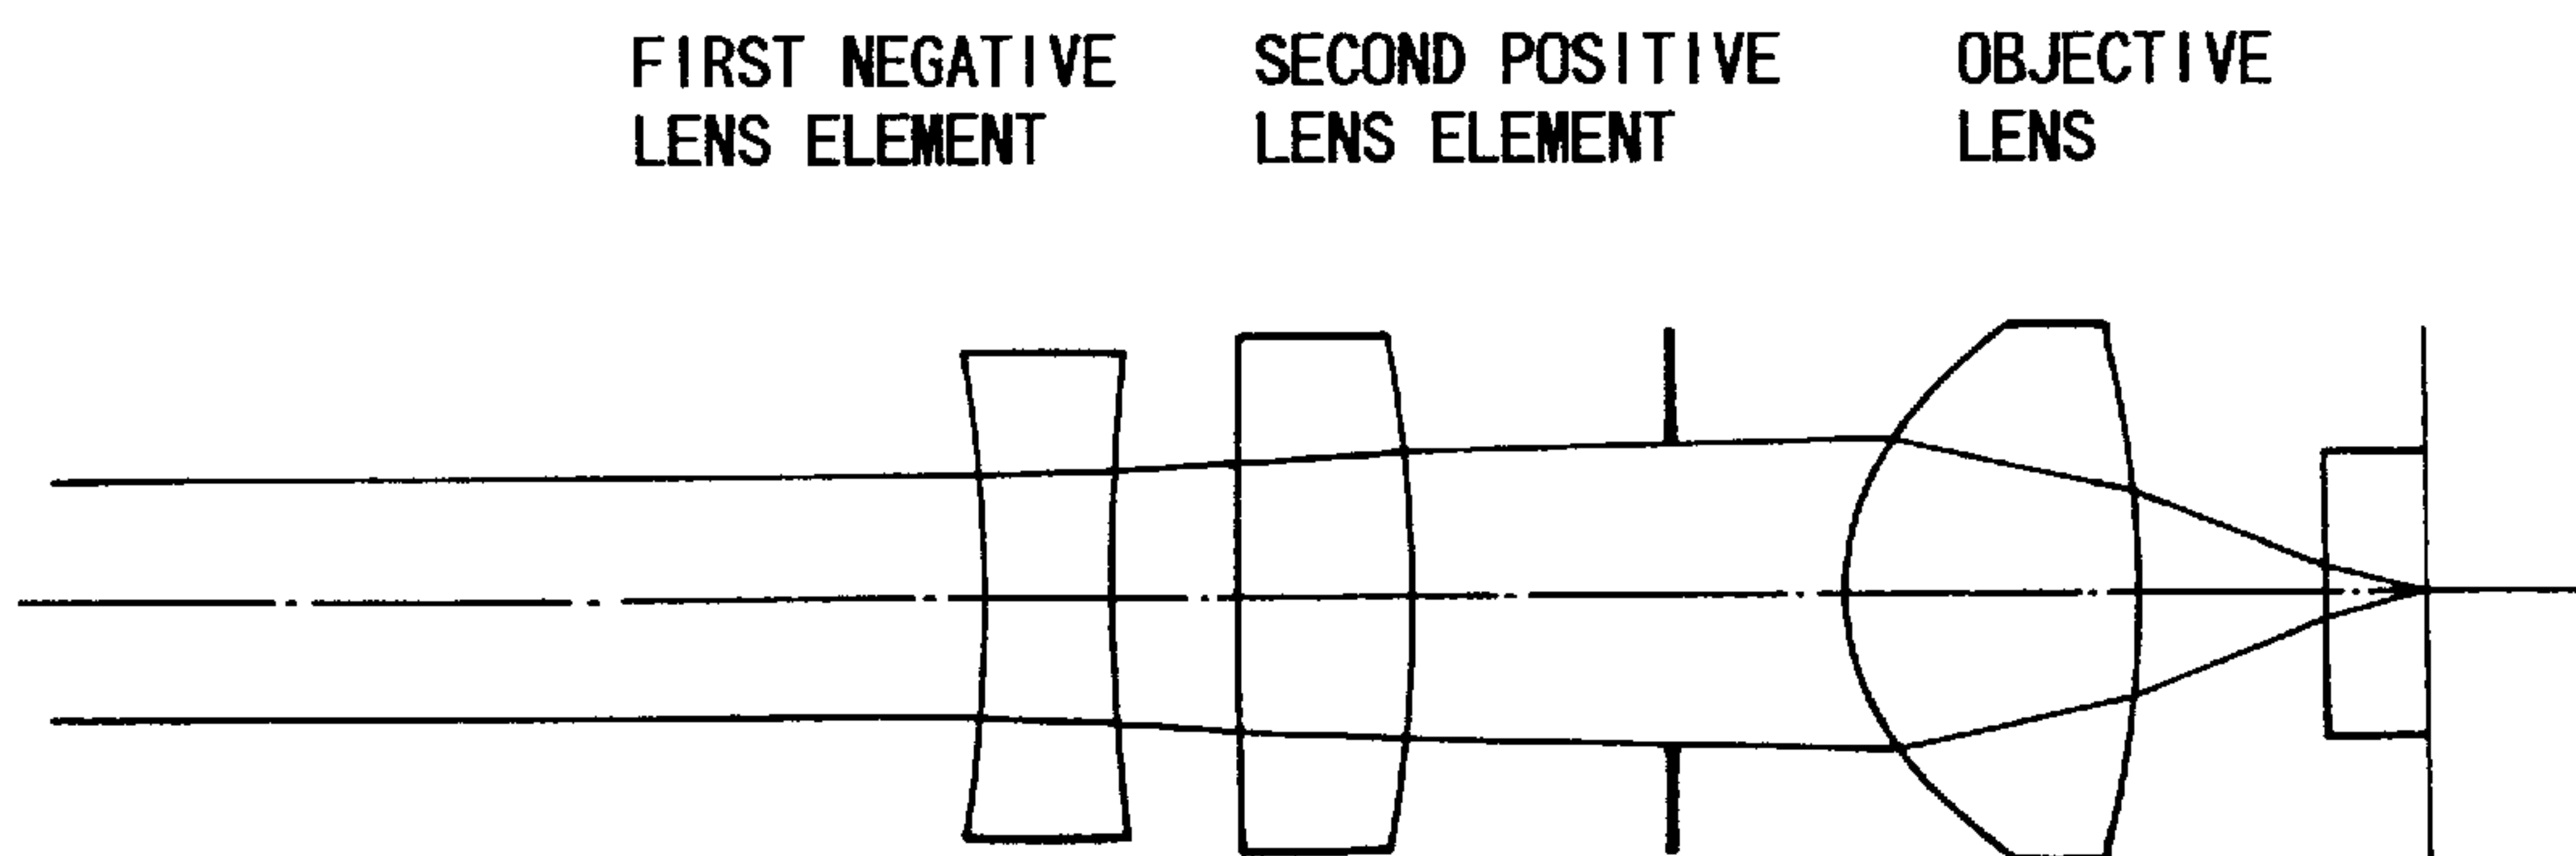 FIRST NEGATIVE
LENS ELEMENT
SECOND POSITIVE
LENS ELEMENT
OBJECTIVE
LENS